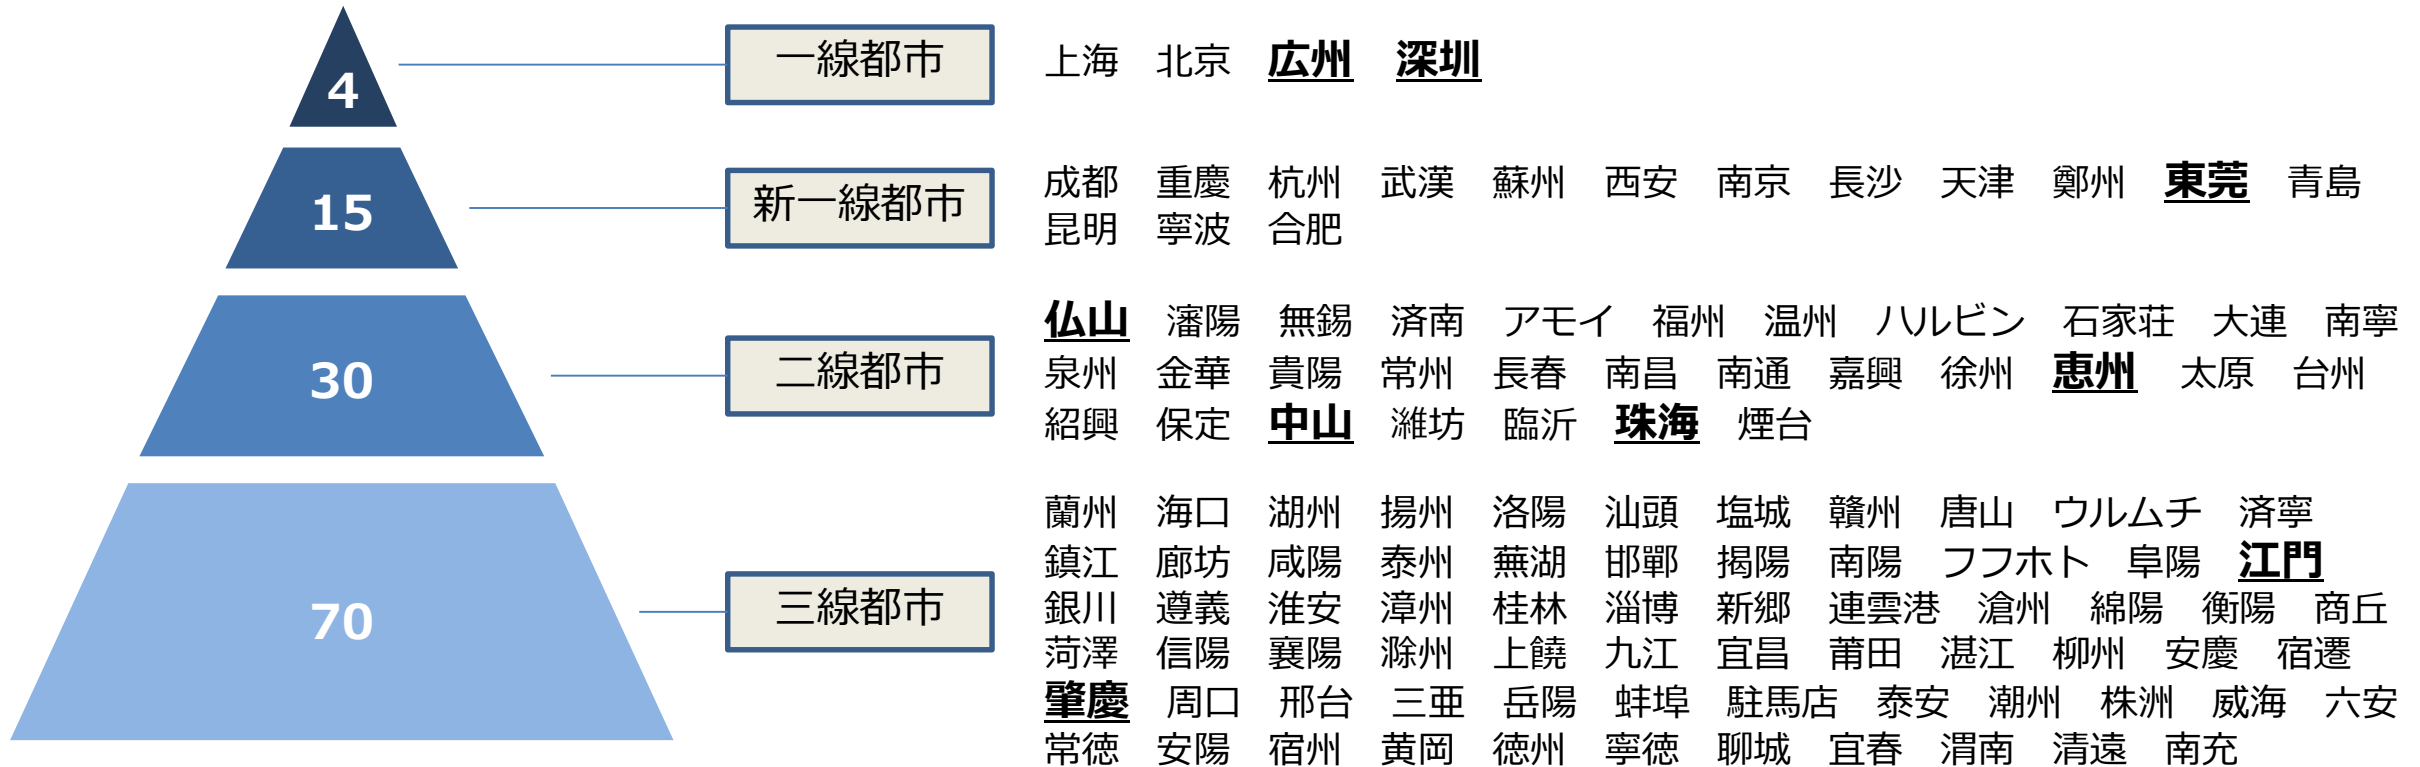 4
一線都市
上海 北京 広州 深圳
15
新一線都市
成都 重慶 杭州 武漢 蘇州 西安 南京 長沙 天津 鄭州 東莞 青島
昆明 寧波 合肥
30
二線都市
仏山 瀋陽 無錫 済南 アモイ 福州 温州 ハルビン 石家荘 大連 南寧
泉州 金華 貴陽 常州 長春 南昌 南通 嘉興 徐州 恵州 太原 台州
紹興 保定 中山 濰坊 臨沂 珠海 煙台
70
三線都市
蘭州 海口 湖州 揚州 洛陽 汕頭 塩城 贛州 唐山 ウルムチ 済寧
鎮江 廊坊 咸陽 泰州 蕪湖 邯鄲 掲陽 南陽 フフホト 阜陽 江門
銀川 遵義 淮安 漳州 桂林 淄博 新郷 連雲港 滄州 綿陽 衡陽 商丘
菏澤 信陽 襄陽 滁州 上饒 九江 宜昌 莆田 湛江 柳州 安慶 宿遷
肇慶 周口 邢台 三亜 岳陽 蚌埠 駐馬店 泰安 潮州 株洲 威海 六安
常徳 安陽 宿州 黄岡 徳州 寧徳 聊城 宜春 渭南 清遠 南充